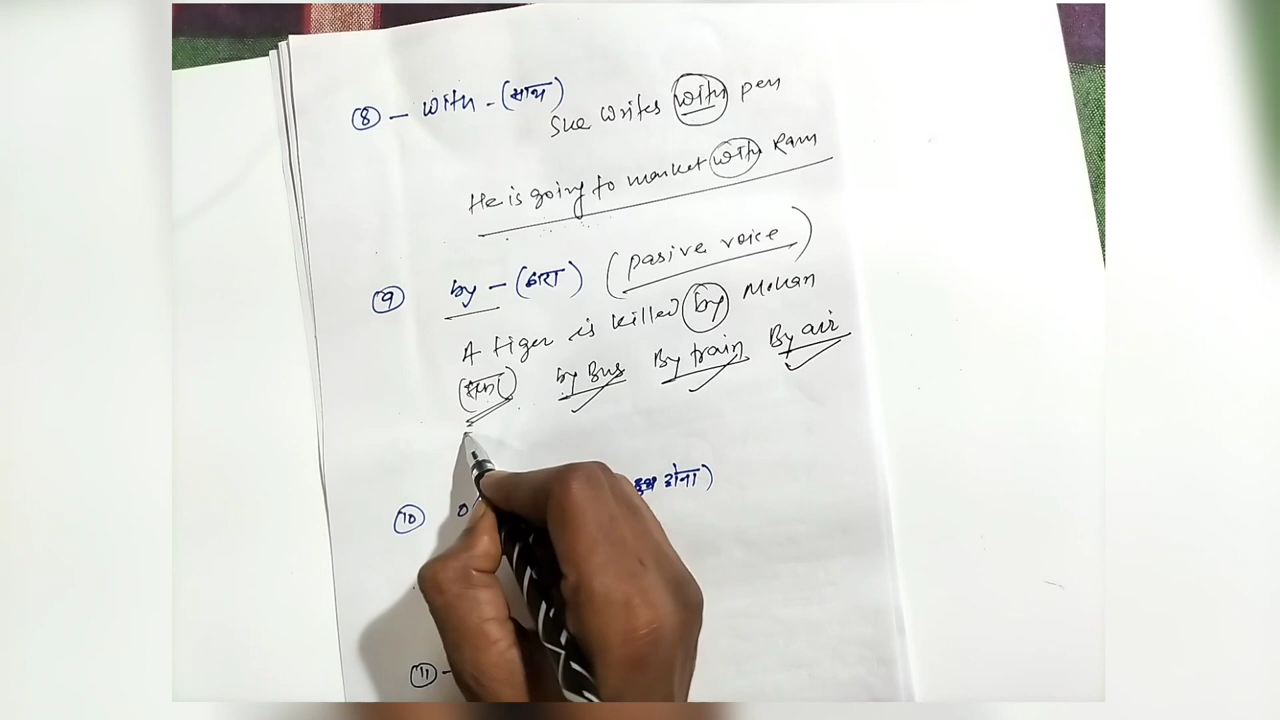 ⑧ - with - (साथ)
She writes with pen
He is going to market with Ram
⑨ by - (द्वारा) (pasive voice)
A tiger is killed by Mohan
by Bus By train By air
⑩ होना)
⑪ -